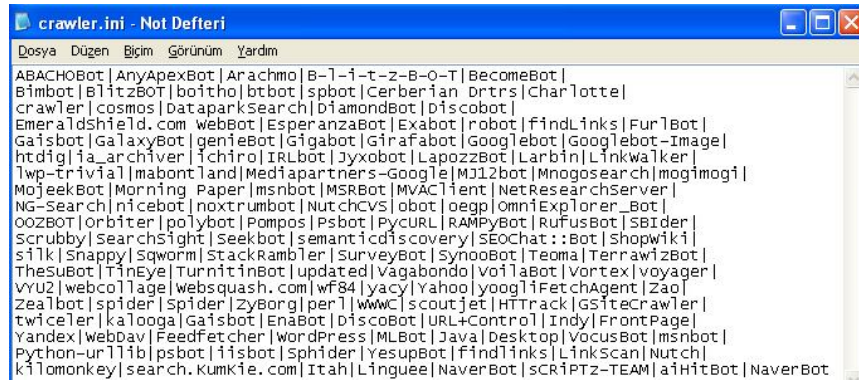 crawler.ini - Not Defteri
Dosya Düzen Biçim Görünüm Yardım
ABACHOBot|AnyApexBot|Arachmo|B-l-i-t-z-B-O-T|BecomeBot|
Bimbot|BlitzBOT|boitho|btbot|spbot|Cerberian Drtrs|Charlotte|
crawler|cosmos|DataparkSearch|DiamondBot|Discobot|
EmeraldShield.com WebBot|EsperanzaBot|Exabot|robot|findLinks|FurlBot|
Gaisbot|GalaxyBot|genieBot|Gigabot|Girafabot|Googlebot|Googlebot-Image|
htdig|ia_archiver|ichiro|IRLbot|Jyxobot|LapozzBot|Larbin|LinkWalker|
lwp-trivial|mabontland|Mediapartners-Google|MJ12bot|Mnogosearch|mogimogi|
MojeekBot|Morning Paper|msnbot|MSRBot|MVAClient|NetResearchServer|
NG-Search|nicebot|noxtrumbot|NutchCVS|obot|oegp|OmniExplorer_Bot|
OOZBOT|Orbiter|polybot|Pompos|Psbot|PycURL|RAMPyBot|RufusBot|SBIder|
Scrubby|SearchSight|Seekbot|semanticdiscovery|SEOChat::Bot|ShopWiki|
silk|Snappy|Sqworm|StackRambler|SurveyBot|SynooBot|Teoma|TerrawizBot|
TheSuBot|TinEye|TurnitinBot|updated|Vagabondo|VoilaBot|Vortex|voyager|
VYU2|webcollage|Websquash.com|wf84|yacy|Yahoo|yoogliFetchAgent|Zao|
Zealbot|spider|Spider|ZyBorg|perl|WWWC|scoutjet|HTTrack|GSiteCrawler|
twiceler|kalooga|Gaisbot|EnaBot|DiscoBot|URL+Control|Indy|FrontPage|
Yandex|WebDav|Feedfetcher|WordPress|MLBot|Java|Desktop|VocusBot|msnbot|
Python-urllib|psbot|iisbot|Sphider|YesupBot|findlinks|LinkScan|Nutch|
kilomonkey|search.KumKie.com|Itah|Linguee|NaverBot|sCRiPTz-TEAM|aiHitBot|NaverBot